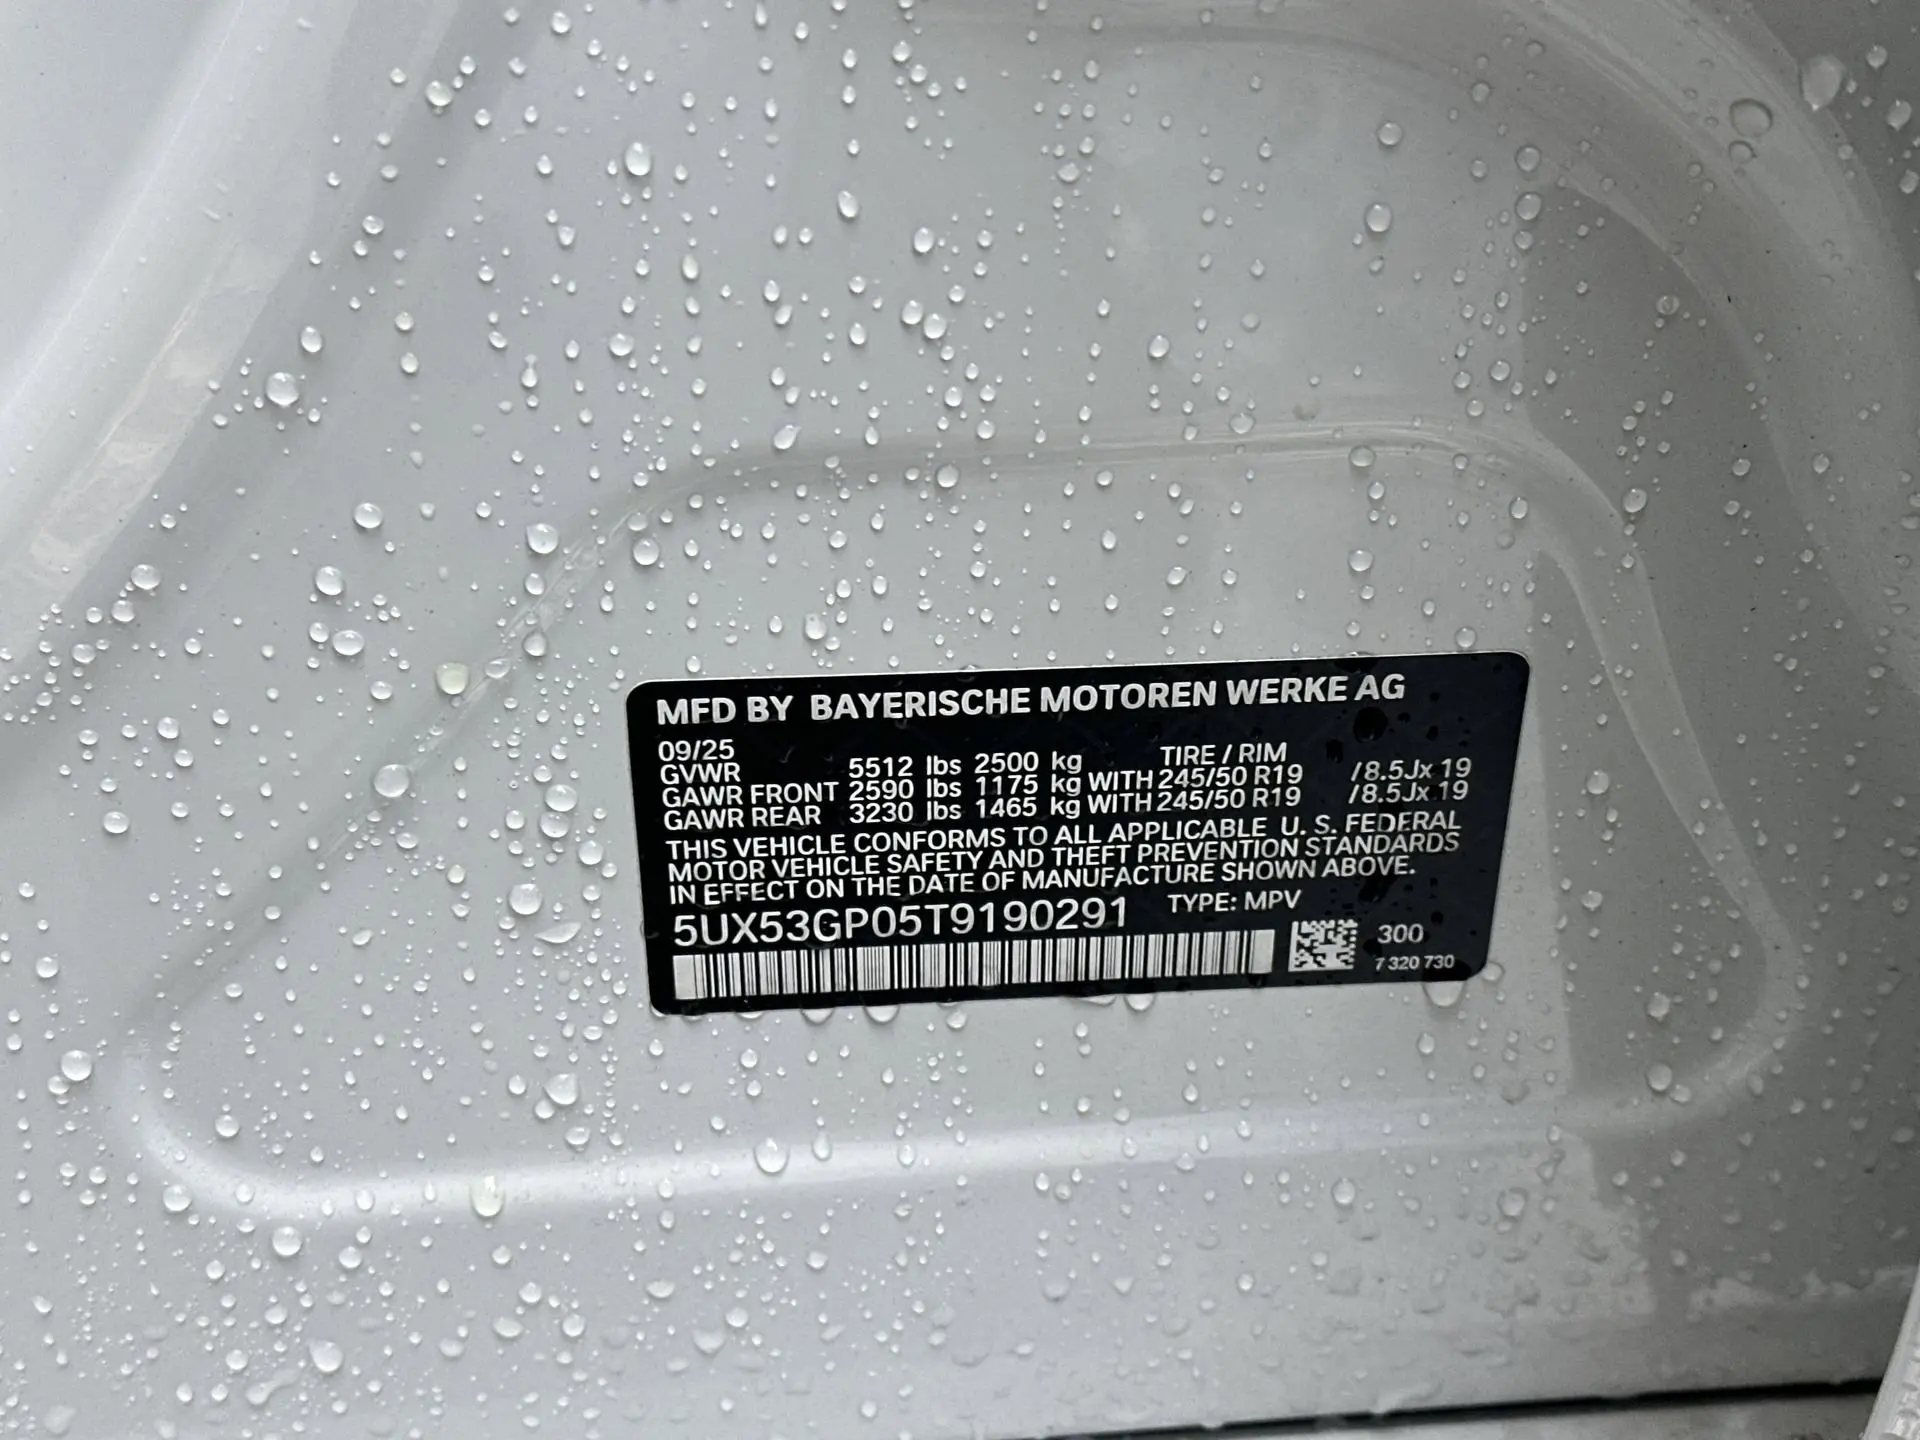 MFD BY BAYERISCHE MOTOREN WERKE AG
09/25
GVWR 5512 lbs 2500 kg TIRE / RIM
GAWR FRONT 2590 lbs 1175 kg WITH 245/50 R19 /8.5Jx 19
GAWR REAR 3230 lbs 1465 kg WITH 245/50 R19 /8.5Jx 19
THIS VEHICLE CONFORMS TO ALL APPLICABLE U. S. FEDERAL
MOTOR VEHICLE SAFETY AND THEFT PREVENTION STANDARDS
IN EFFECT ON THE DATE OF MANUFACTURE SHOWN ABOVE.
5UX53GP05T9190291 TYPE: MPV
300
7 320 730